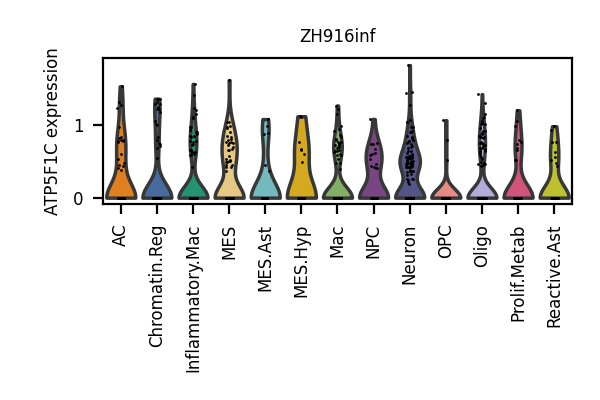 ZH916inf
ATP5F1C expression
1
0
AC
Chromatin.Reg
Inflammatory.Mac
MES
MES.Ast
MES.Hyp
Mac
NPC
Neuron
OPC
Oligo
Prolif.Metab
Reactive.Ast